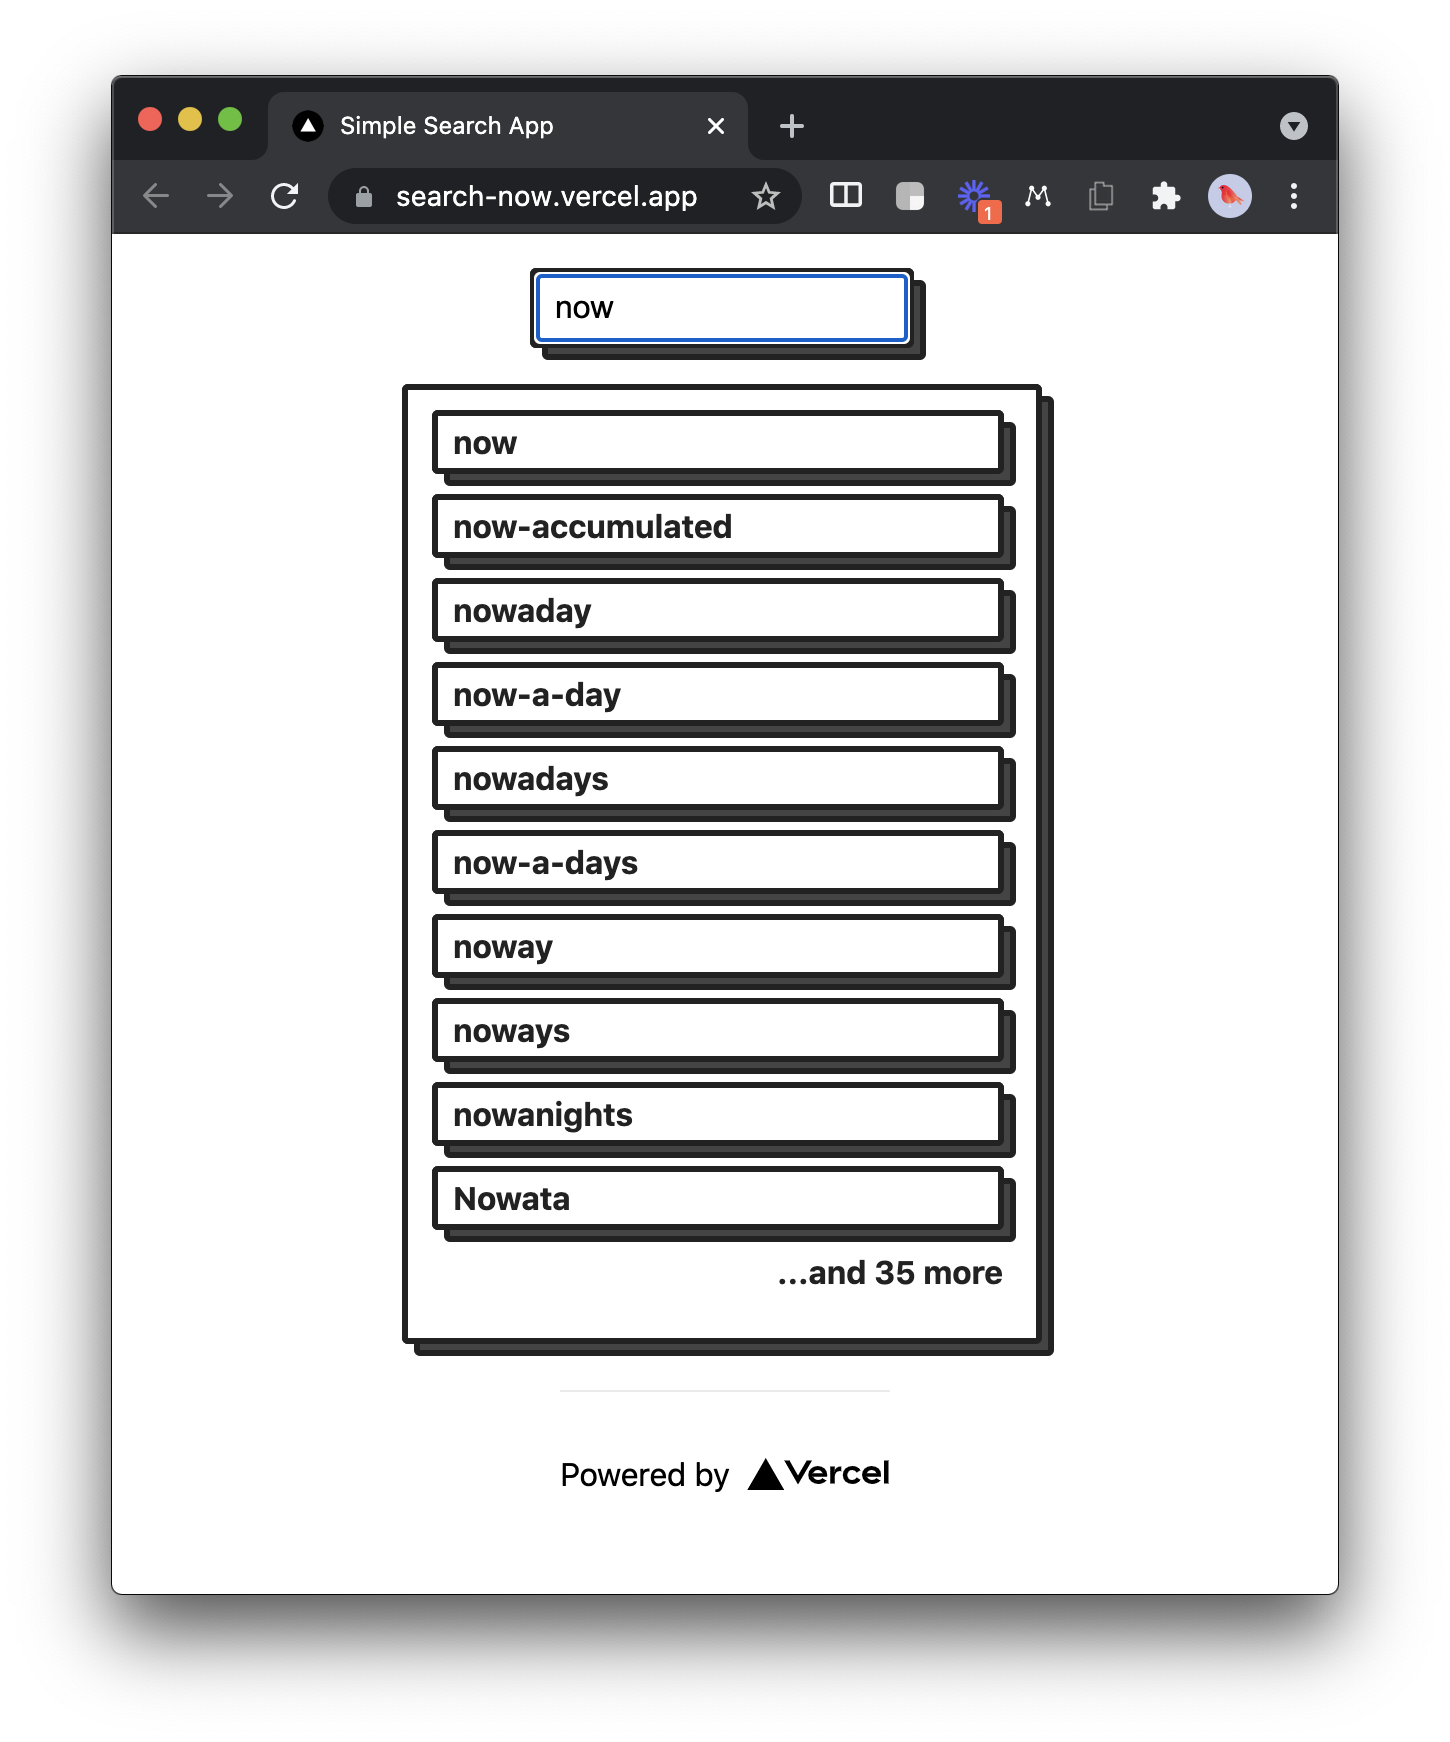 Simple Search App
search-now.vercel.app
1
now
now
now-accumulated
nowaday
now-a-day
nowadays
now-a-days
noway
noways
nowanights
Nowata
...and 35 more
Powered by Vercel